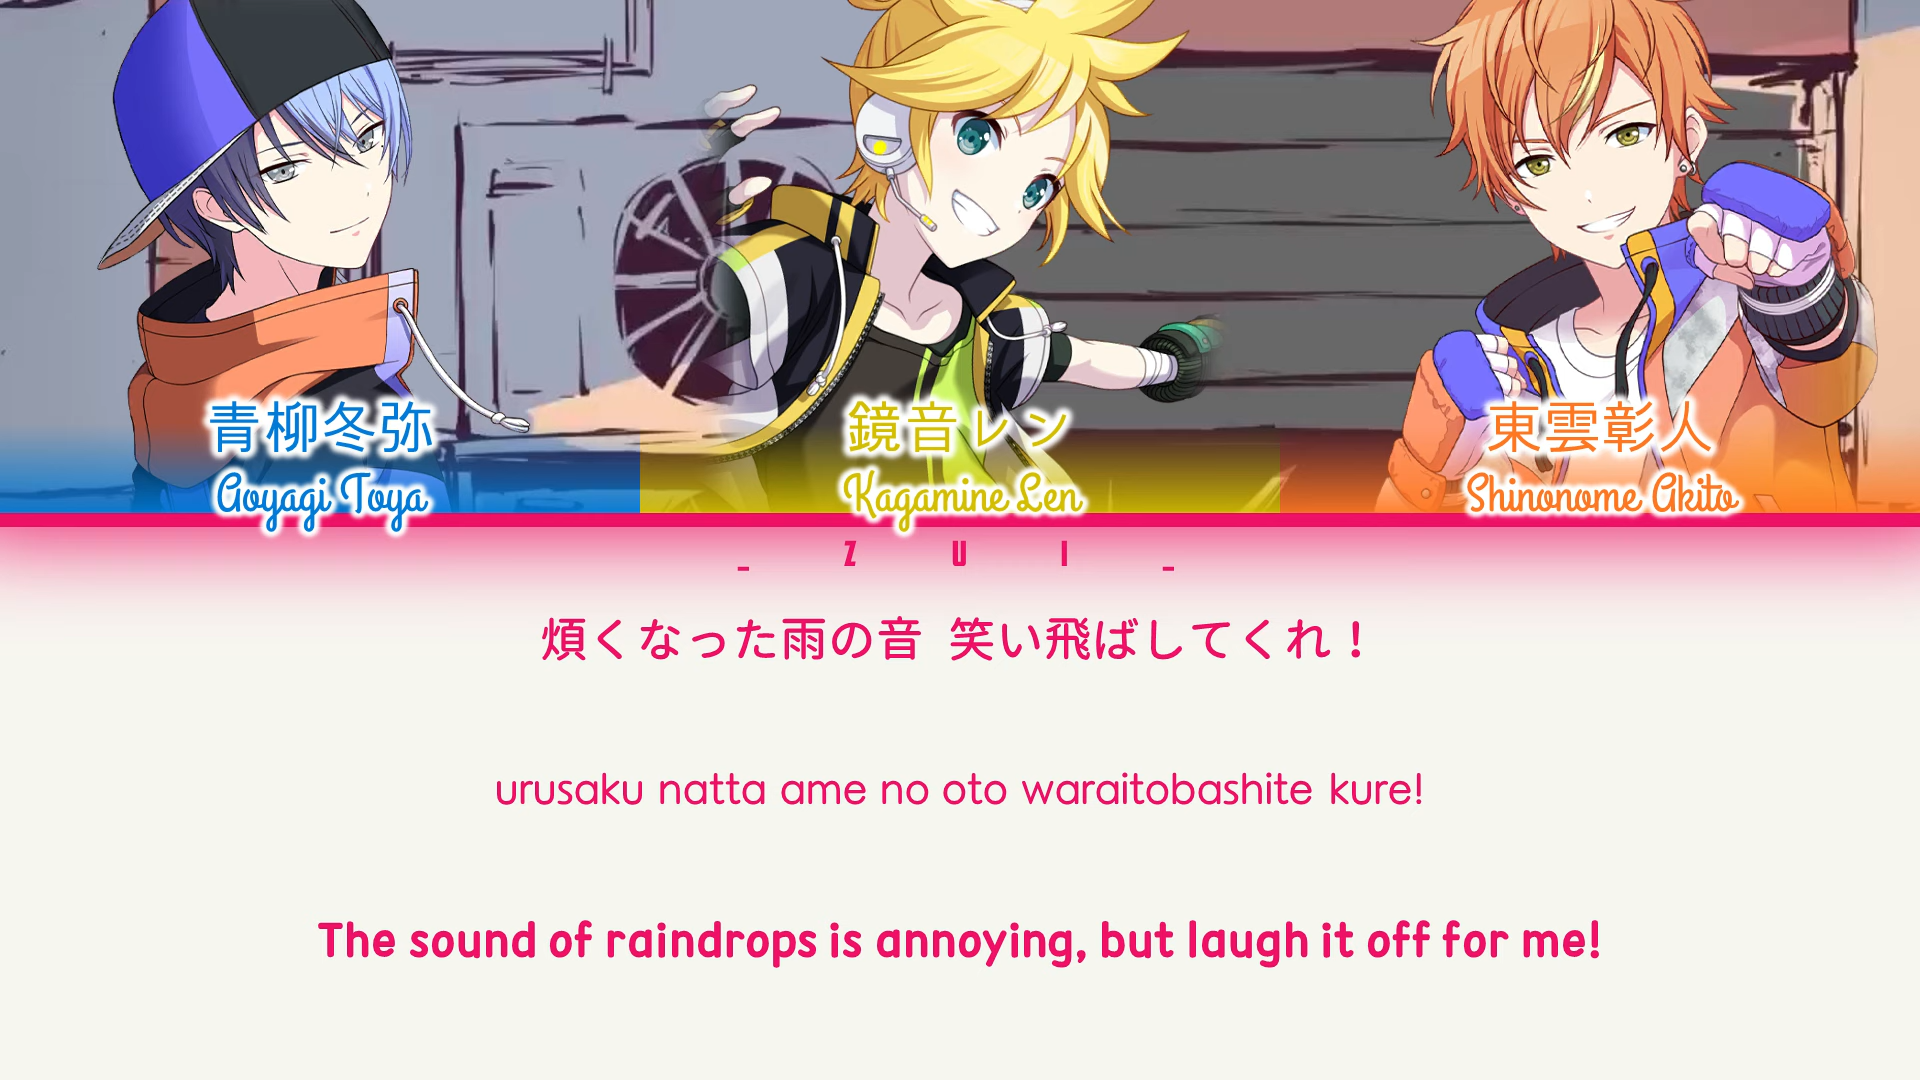 青柳冬弥
Aoyagi Toya
鏡音レン
Kagamine Len
東雲彰人
Shinonome Akito
_ Z U I _
煩くなった雨の音 笑い飛ばしてくれ！
urusaku natta ame no oto waraitobashite kure!
The sound of raindrops is annoying, but laugh it off for me!